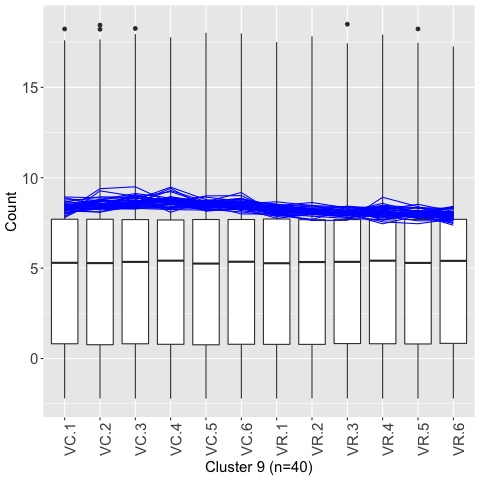 Count
15
10
5
0
VC.1
VC.2
VC.3
VC.4
VC.5
VC.6
VR.1
VR.2
VR.3
VR.4
VR.5
VR.6
Cluster 9 (n=40)